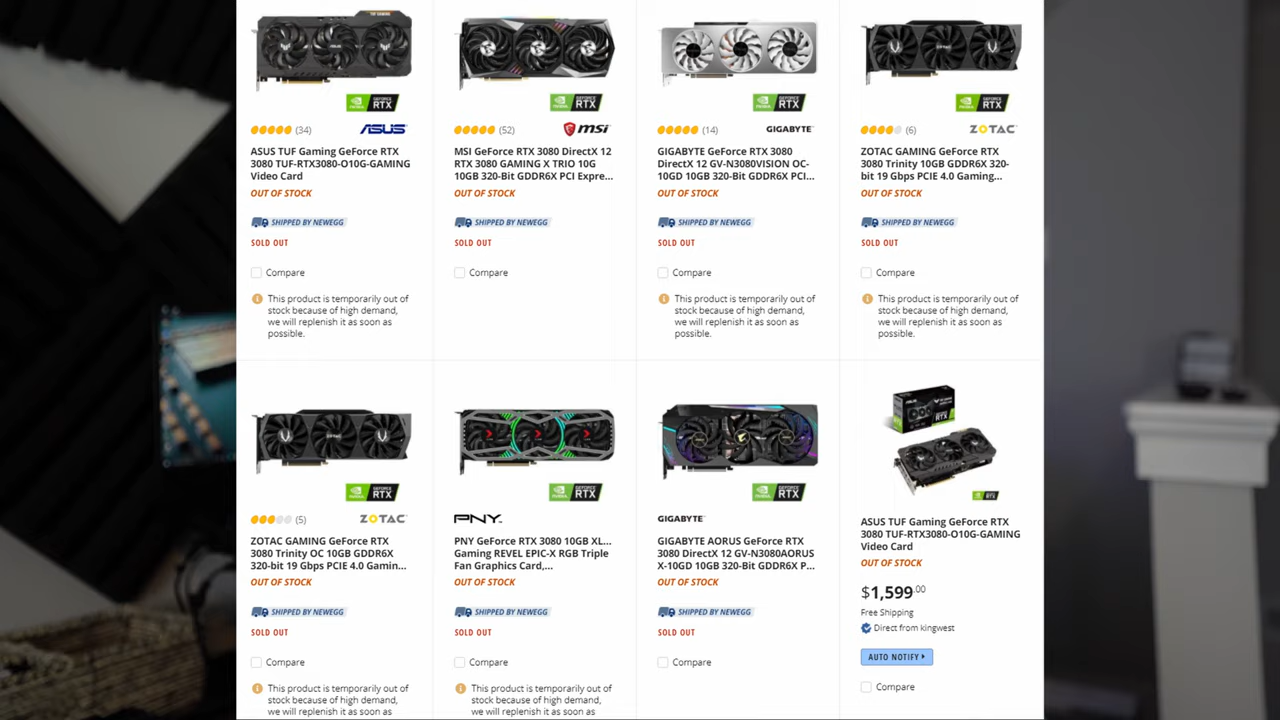 GEFORCE RTX
GEFORCE RTX
GEFORCE RTX
GEFORCE RTX
(34) ASUS
(52) msi
(14) GIGABYTE
(6) ZOTAC
ASUS TUF Gaming GeForce RTX
3080 TUF-RTX3080-O10G-GAMING
Video Card
OUT OF STOCK
SHIPPED BY NEWEGG
SOLD OUT
Compare
This product is temporarily out of
stock because of high demand,
we will replenish it as soon as
possible.
MSI GeForce RTX 3080 DirectX 12
RTX 3080 GAMING X TRIO 10G
10GB 320-Bit GDDR6X PCI Expre...
OUT OF STOCK
SHIPPED BY NEWEGG
SOLD OUT
Compare
GIGABYTE GeForce RTX 3080
DirectX 12 GV-N3080VISION OC-
10GD 10GB 320-Bit GDDR6X PCI...
OUT OF STOCK
SHIPPED BY NEWEGG
SOLD OUT
Compare
This product is temporarily out of
stock because of high demand,
we will replenish it as soon as
possible.
ZOTAC GAMING GeForce RTX
3080 Trinity 10GB GDDR6X 320-
bit 19 Gbps PCIE 4.0 Gaming...
OUT OF STOCK
SHIPPED BY NEWEGG
SOLD OUT
Compare
This product is temporarily out of
stock because of high demand,
we will replenish it as soon as
possible.
GEFORCE RTX
(5) ZOTAC
ZOTAC GAMING GeForce RTX
3080 Trinity OC 10GB GDDR6X
320-bit 19 Gbps PCIE 4.0 Gamin...
OUT OF STOCK
SHIPPED BY NEWEGG
SOLD OUT
Compare
This product is temporarily out of
stock because of high demand,
we will replenish it as soon as
GEFORCE RTX
PNY
PNY GeForce RTX 3080 10GB XL...
Gaming REVEL EPIC-X RGB Triple
Fan Graphics Card,...
OUT OF STOCK
SHIPPED BY NEWEGG
SOLD OUT
Compare
This product is temporarily out of
stock because of high demand,
we will replenish it as soon as
GEFORCE RTX
GIGABYTE
GIGABYTE AORUS GeForce RTX
3080 DirectX 12 GV-N3080AORUS
X-10GD 10GB 320-Bit GDDR6X P...
OUT OF STOCK
SHIPPED BY NEWEGG
SOLD OUT
Compare
RTX
ASUS TUF Gaming GeForce RTX
3080 TUF-RTX3080-O10G-GAMING
Video Card
OUT OF STOCK
$1,599.00
Free Shipping
Direct from kingwest
AUTO NOTIFY
Compare